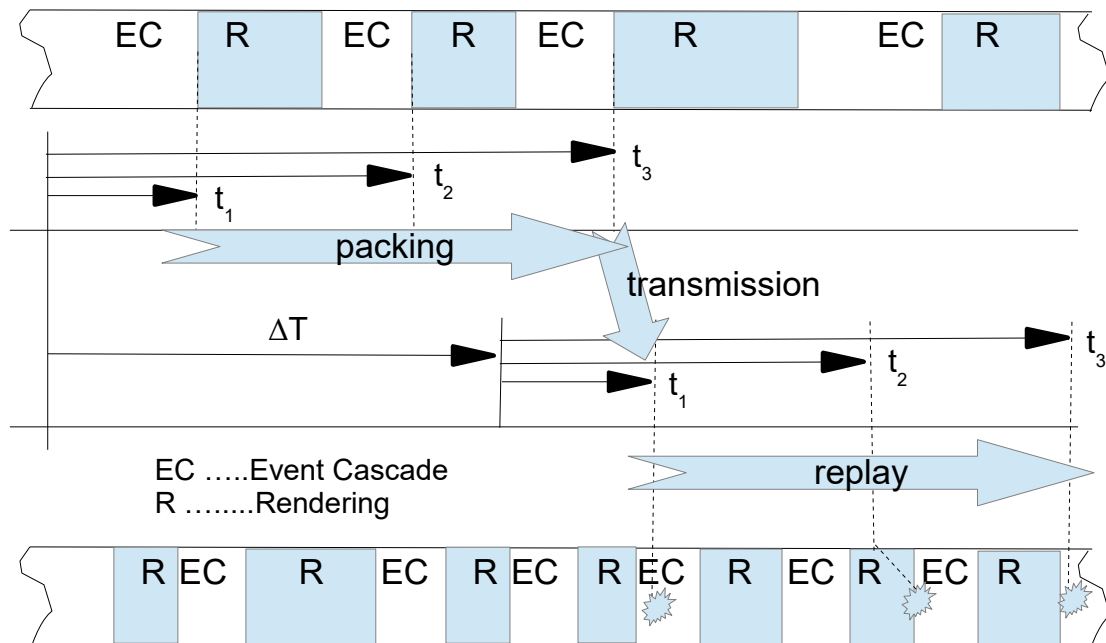 EC R EC R EC R EC R
t3
t2
t1
packing
transmission
ΔT
t3
t2
t1
EC …..Event Cascade
R ….....Rendering
replay
R EC R EC R EC R EC R EC R EC R